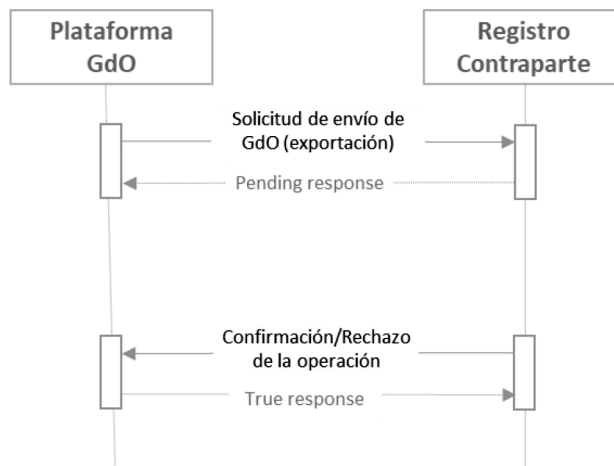 Plataforma
GdO
Registro
Contraparte
Solicitud de envío de
GdO (exportación)
Pending response
Confirmación/Rechazo
de la operación
True response